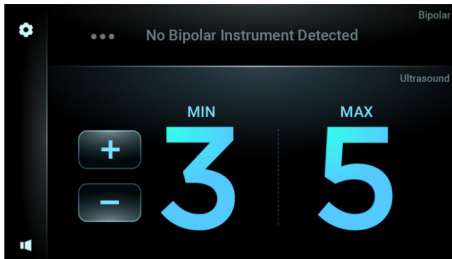 Bipolar
••• No Bipolar Instrument Detected
Ultrasound
MIN MAX
+ 3 5
−